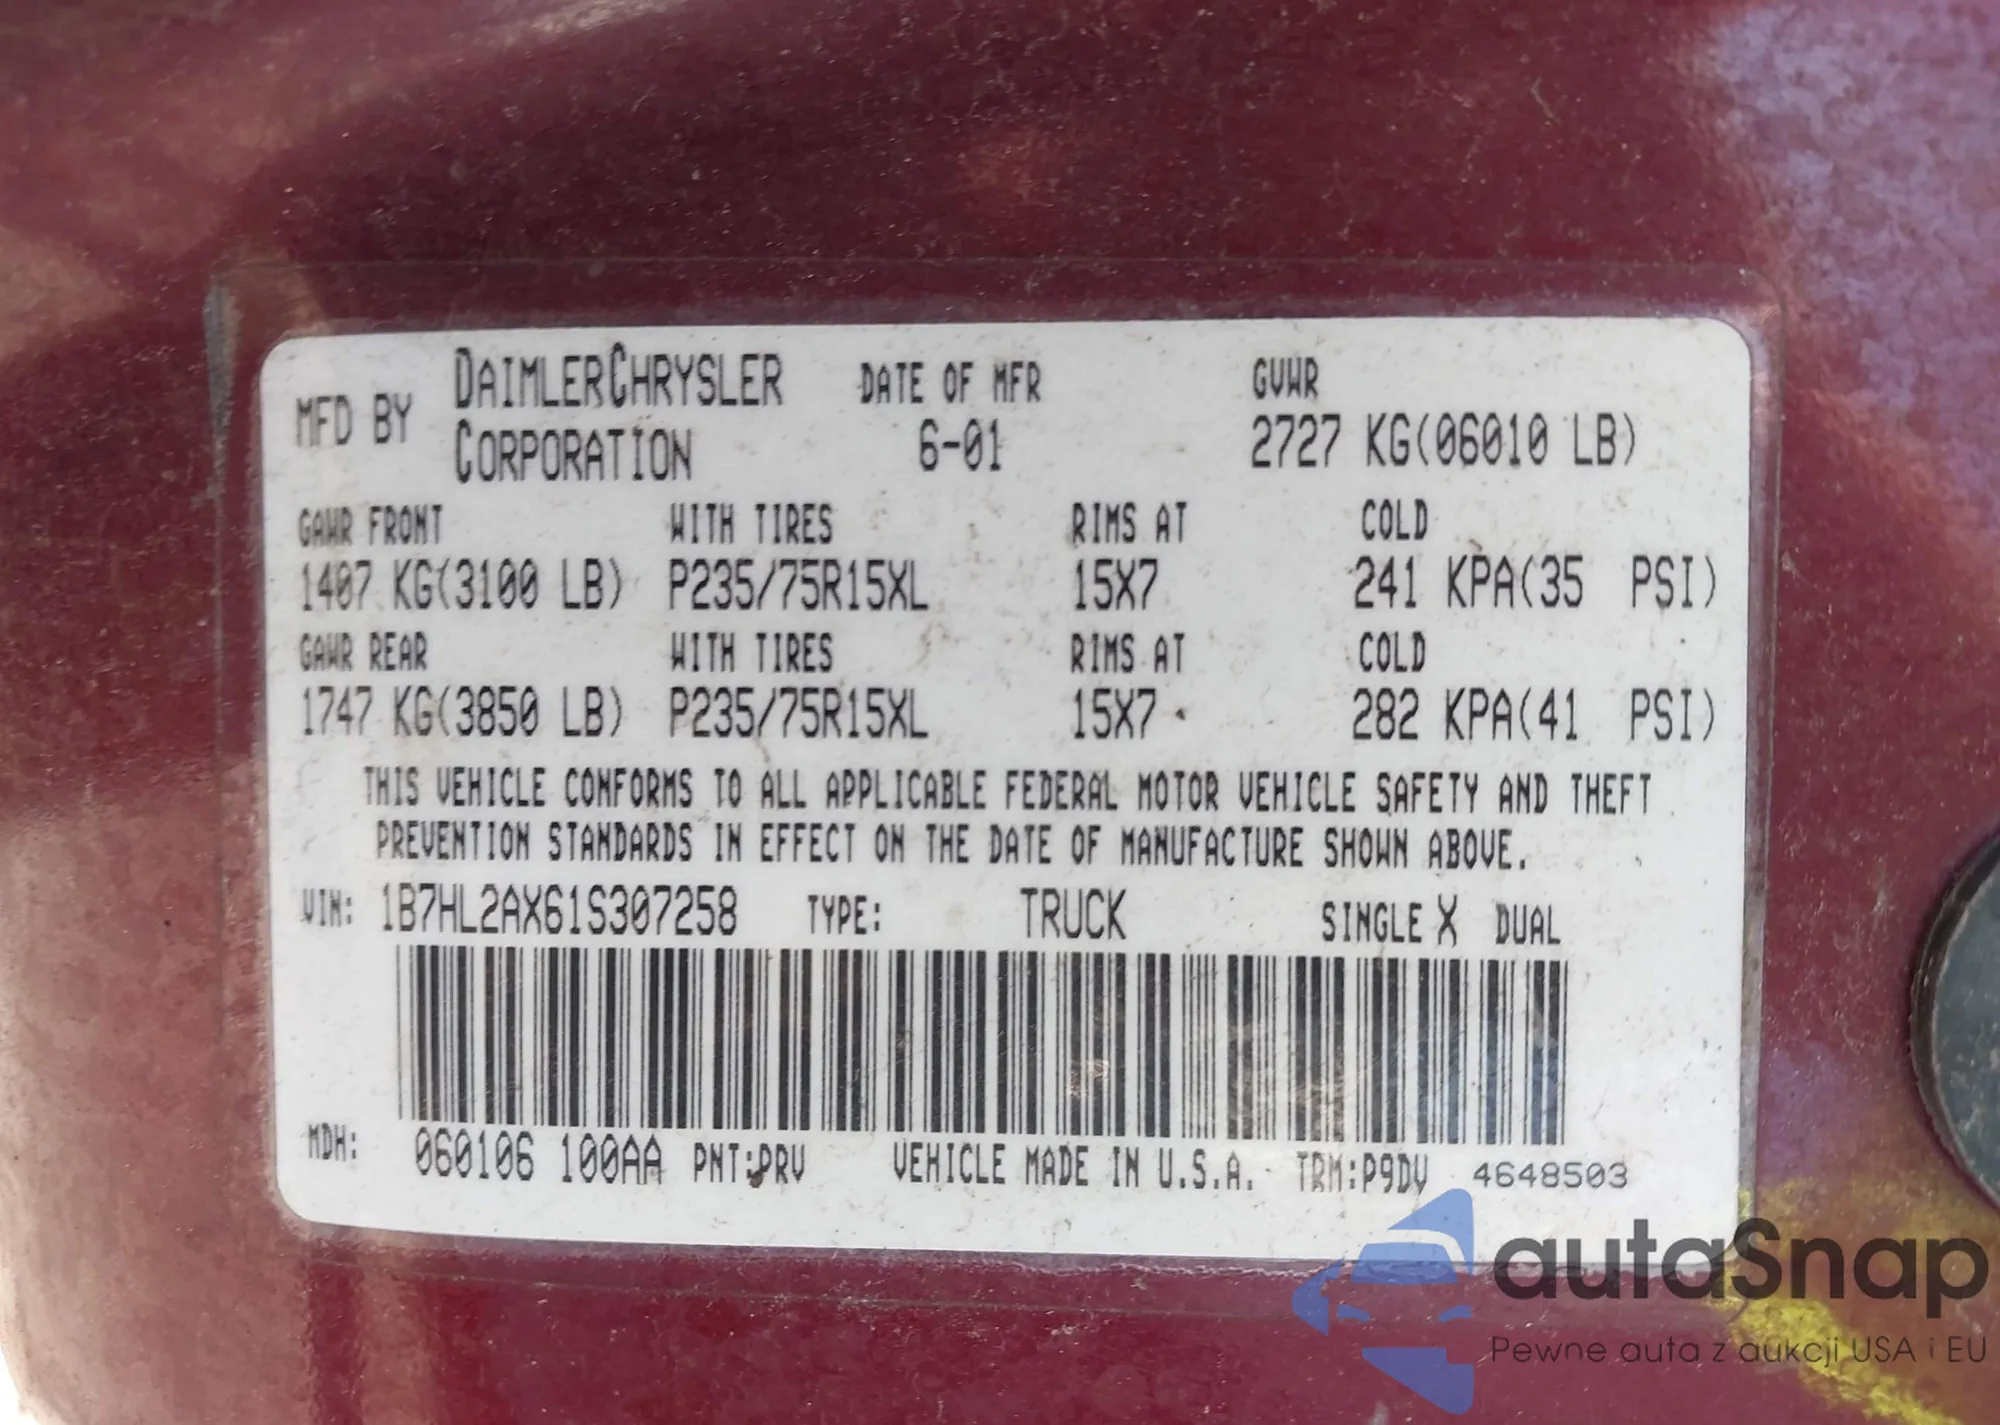 MFD BY DAIMLERCHRYSLER CORPORATION DATE OF MFR 6-01 GVWR 2727 KG(06010 LB)
GAWR FRONT WITH TIRES RIMS AT COLD
1407 KG(3100 LB) P235/75R15XL 15X7 241 KPA(35 PSI)
GAWR REAR WITH TIRES RIMS AT COLD
1747 KG(3850 LB) P235/75R15XL 15X7 282 KPA(41 PSI)
THIS VEHICLE CONFORMS TO ALL APPLICABLE FEDERAL MOTOR VEHICLE SAFETY AND THEFT
PREVENTION STANDARDS IN EFFECT ON THE DATE OF MANUFACTURE SHOWN ABOVE.
VIN: 1B7HL2AX61S307258 TYPE: TRUCK SINGLE X DUAL
MDH: 060106 100AA PNT:PRV VEHICLE MADE IN U.S.A. TRM:P9DV 4648503
autaSnap
Pewne auta z aukcji USA i EU